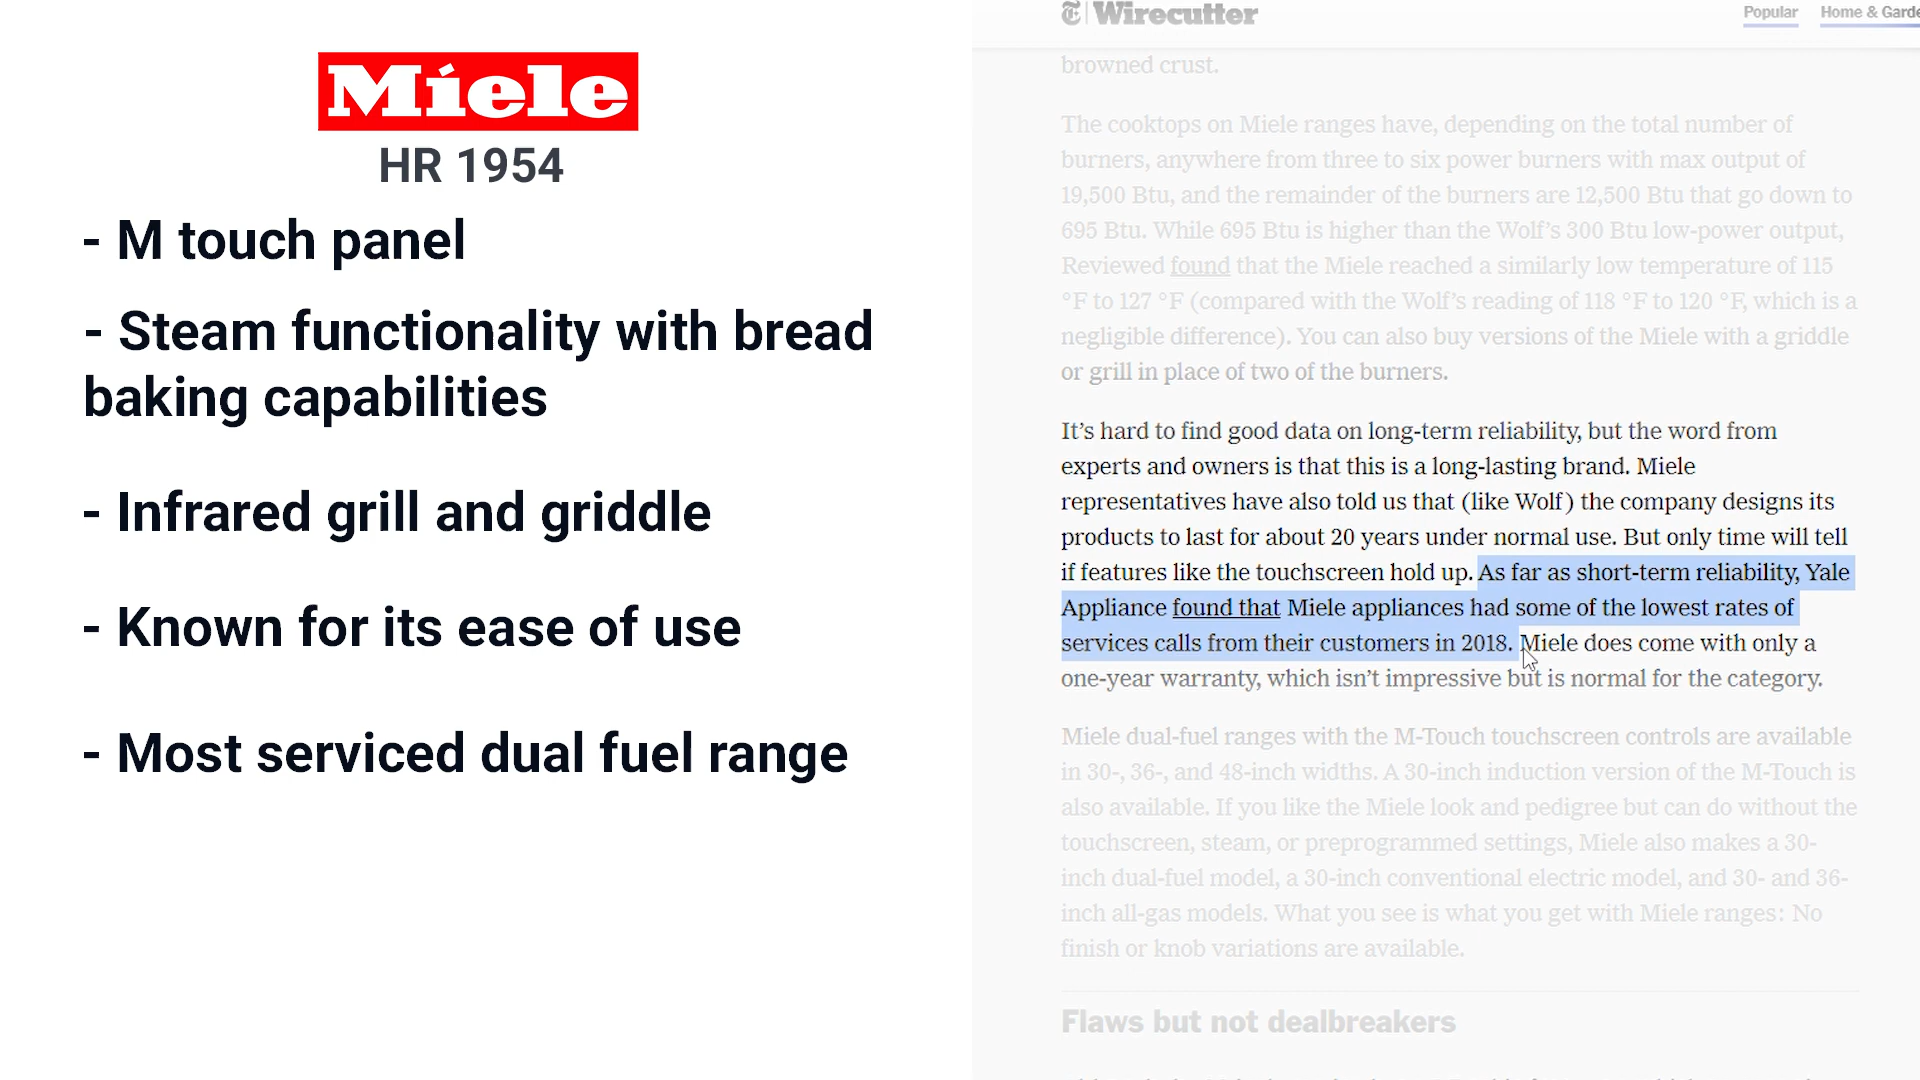 Miele
HR 1954
- M touch panel
- Steam functionality with bread
baking capabilities
- Infrared grill and griddle
- Known for its ease of use
- Most serviced dual fuel range
Wirecutter
Popular
Home & Garde
browned crust.
The cooktops on Miele ranges have, depending on the total number of
burners, anywhere from three to six power burners with max output of
19,500 Btu, and the remainder of the burners are 12,500 Btu that go down to
695 Btu. While 695 Btu is higher than the Wolf's 300 Btu low-power output,
Reviewed found that the Miele reached a similarly low temperature of 115
°F to 127 °F (compared with the Wolf's reading of 118 °F to 120 °F, which is a
negligible difference). You can also buy versions of the Miele with a griddle
or grill in place of two of the burners.
It's hard to find good data on long-term reliability, but the word from
experts and owners is that this is a long-lasting brand. Miele
representatives have also told us that (like Wolf) the company designs its
products to last for about 20 years under normal use. But only time will tell
if features like the touchscreen hold up. As far as short-term reliability, Yale
Appliance found that Miele appliances had some of the lowest rates of
services calls from their customers in 2018. Miele does come with only a
one-year warranty, which isn't impressive but is normal for the category.
Miele dual-fuel ranges with the M-Touch touchscreen controls are available
in 30-, 36-, and 48-inch widths. A 30-inch induction version of the M-Touch is
also available. If you like the Miele look and pedigree but can do without the
touchscreen, steam, or preprogrammed settings, Miele also makes a 30-
inch dual-fuel model, a 30-inch conventional electric model, and 30- and 36-
inch all-gas models. What you see is what you get with Miele ranges: No
finish or knob variations are available.
Flaws but not dealbreakers